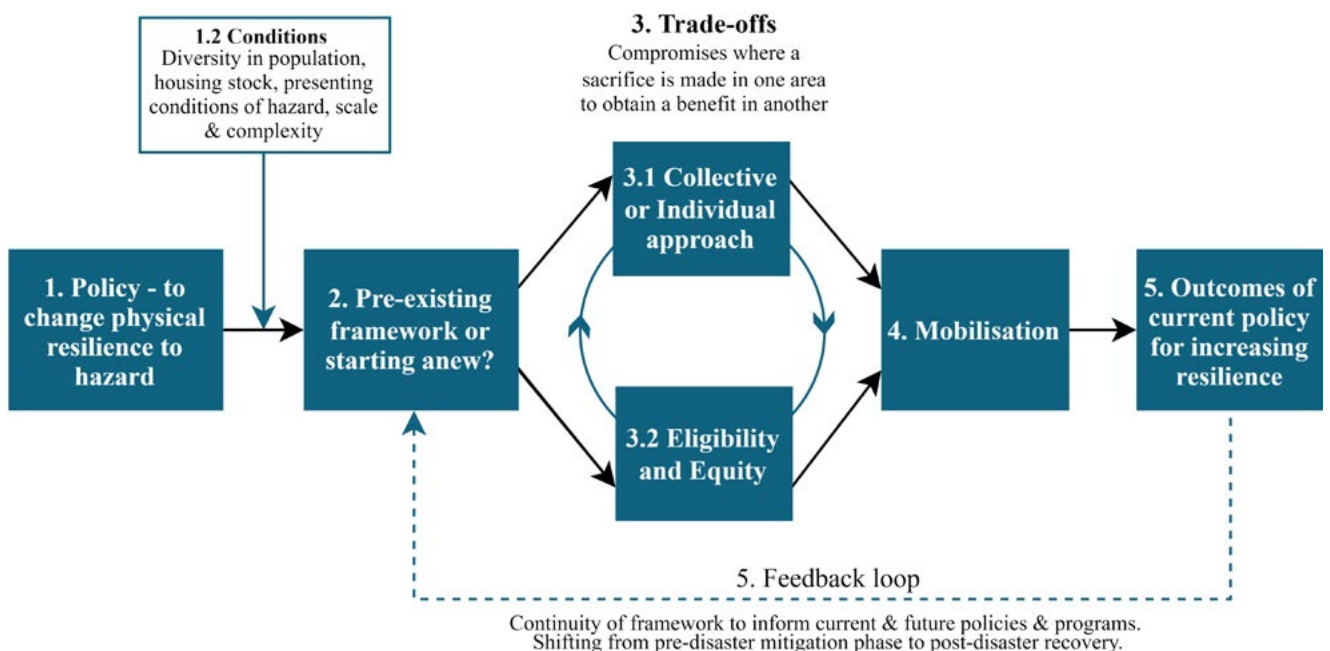 1.2 Conditions
Diversity in population,
housing stock, presenting
conditions of hazard, scale
& complexity
3. Trade-offs
Compromises where a
sacrifice is made in one area
to obtain a benefit in another
1. Policy - to
change physical
resilience to
hazard
2. Pre-existing
framework or
starting anew?
3.1 Collective
or Individual
approach
3.2 Eligibility
and Equity
4. Mobilisation
5. Outcomes of
current policy
for increasing
resilience
5. Feedback loop
Continuity of framework to inform current & future policies & programs.
Shifting from pre-disaster mitigation phase to post-disaster recovery.